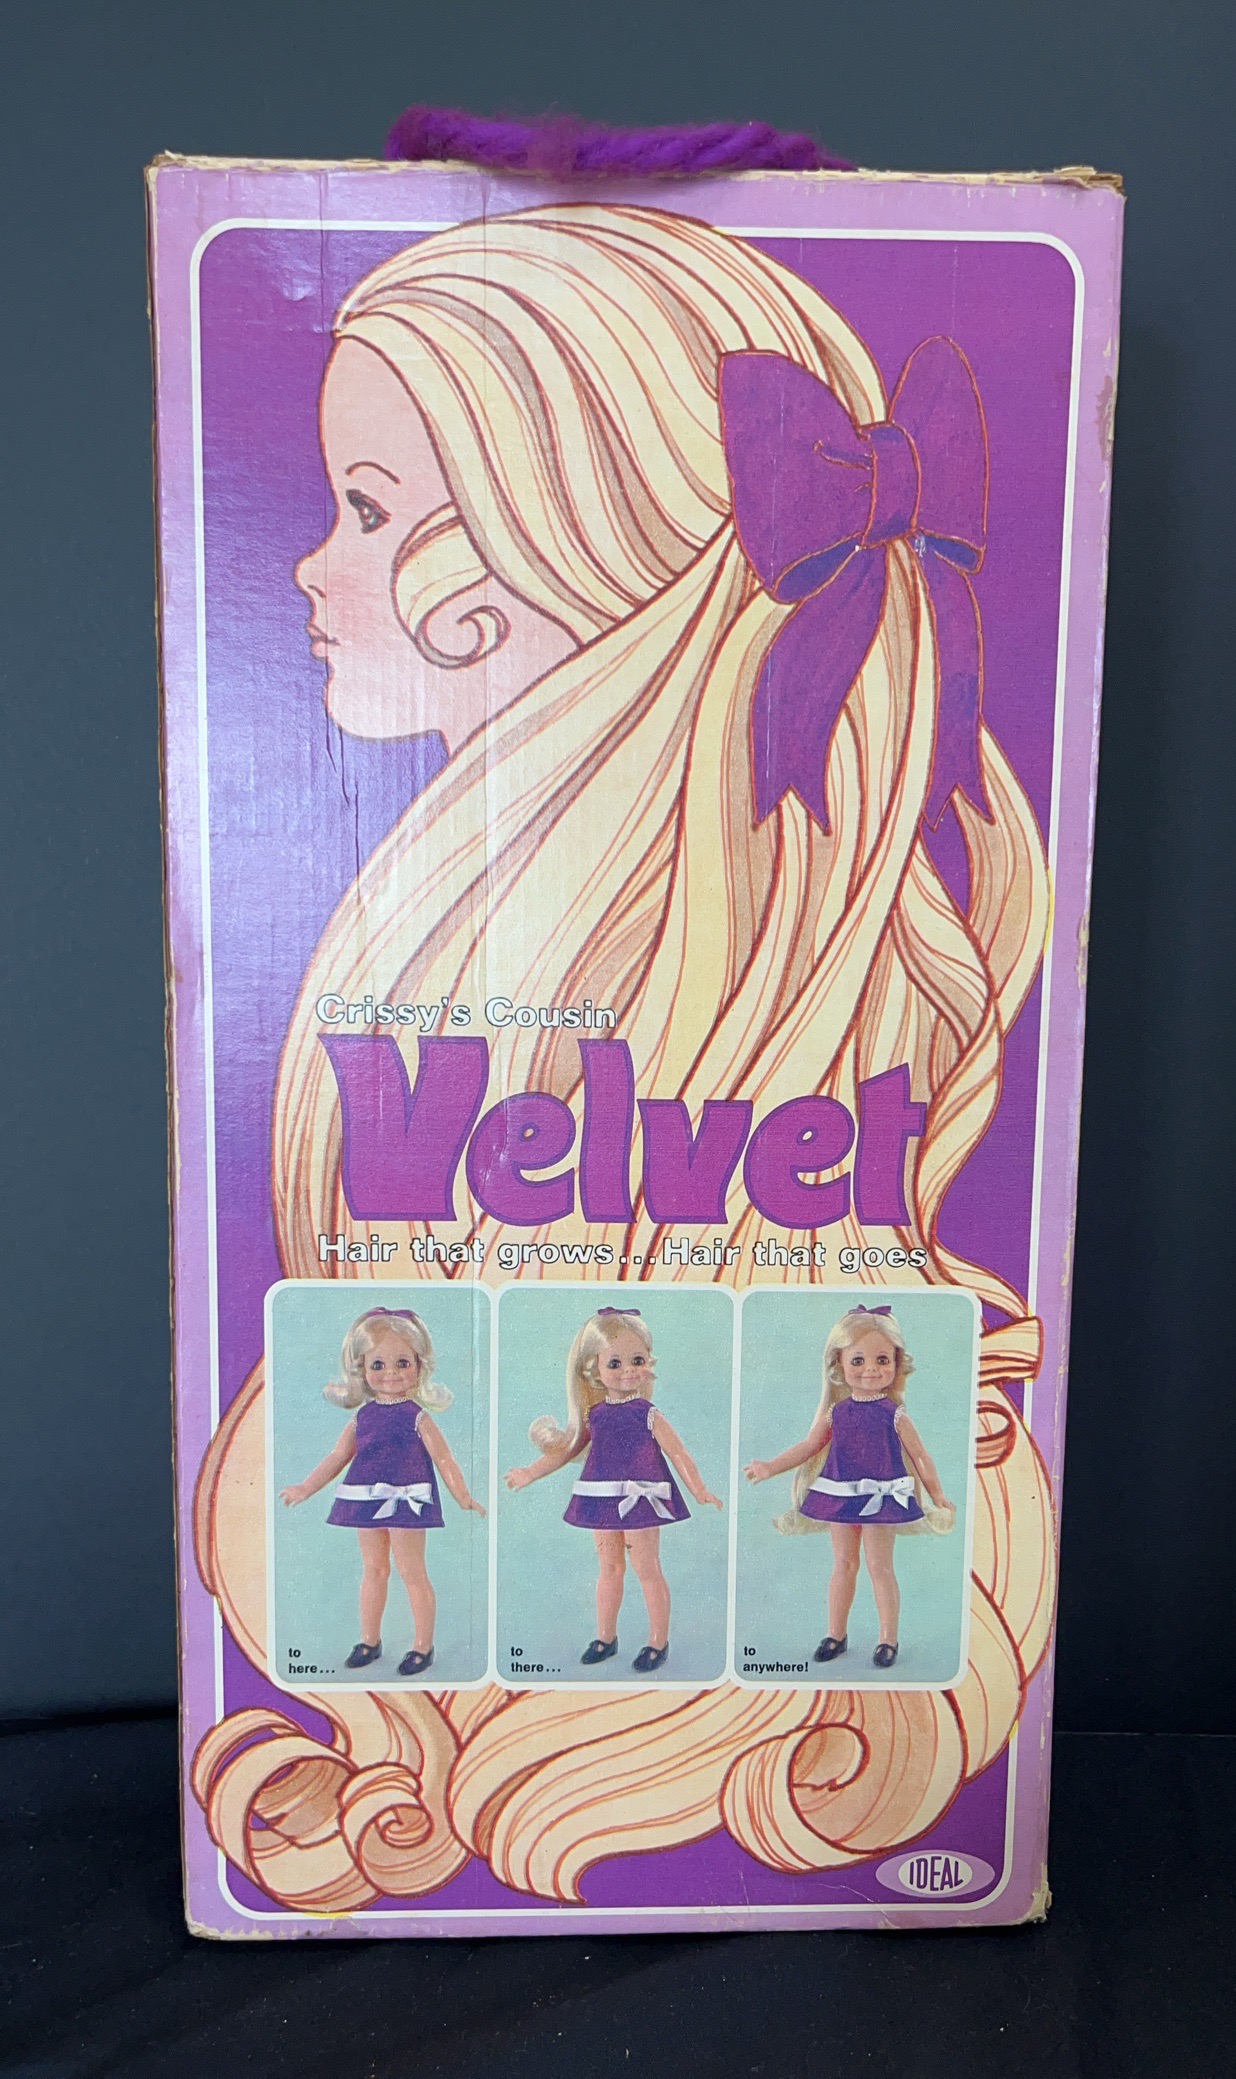 Crissy's Cousin
Velvet
Hair that grows...Hair that goes
to
here...
to
there...
to
anywhere!
IDEAL